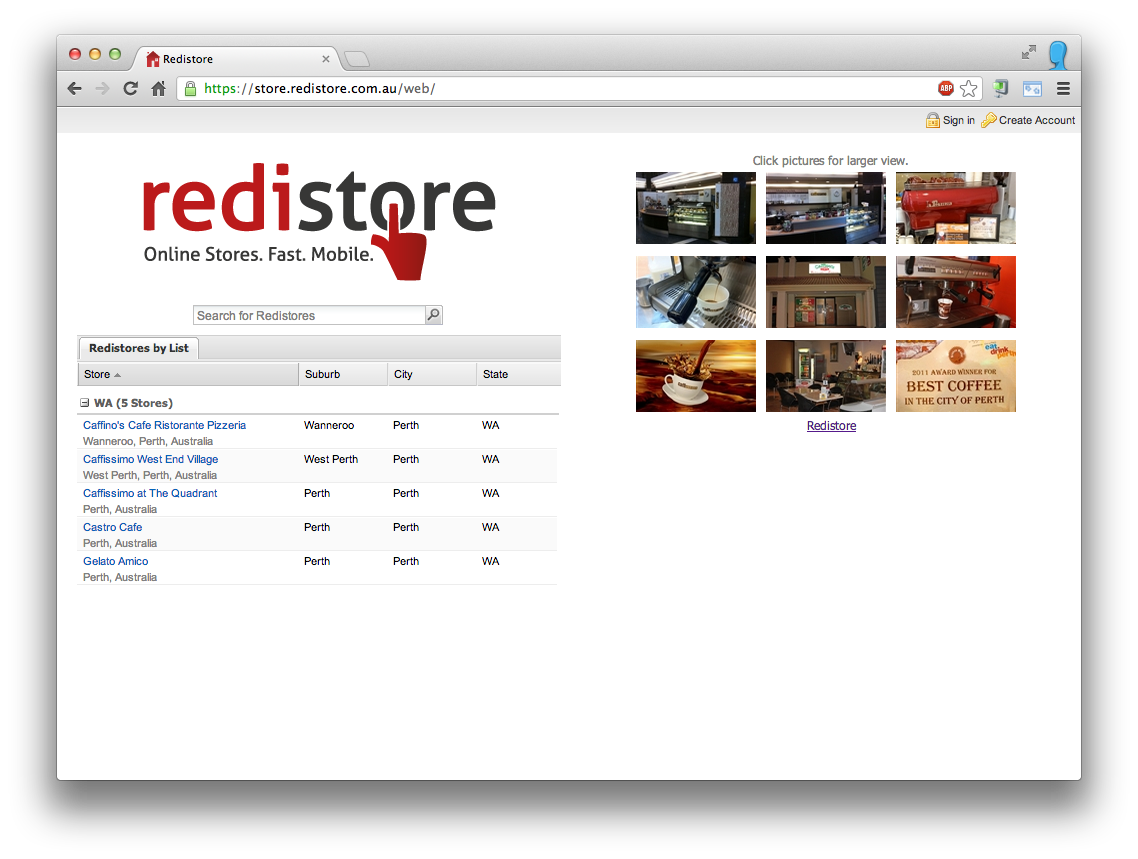 Redistore
https://store.redistore.com.au/web/
ABP
Sign in Create Account
redistore
Online Stores. Fast. Mobile.
Search for Redistores
Redistores by List
Store Suburb City State
WA (5 Stores)
Caffino's Cafe Ristorante Pizzeria Wanneroo Perth WA
Wanneroo, Perth, Australia
Caffissimo West End Village West Perth Perth WA
West Perth, Perth, Australia
Caffissimo at The Quadrant Perth Perth WA
Perth, Australia
Castro Cafe Perth Perth WA
Perth, Australia
Gelato Amico Perth Perth WA
Perth, Australia
Click pictures for larger view.
eat
drink
perth
2011 AWARD WINNER FOR
BEST COFFEE
IN THE CITY OF PERTH
Redistore